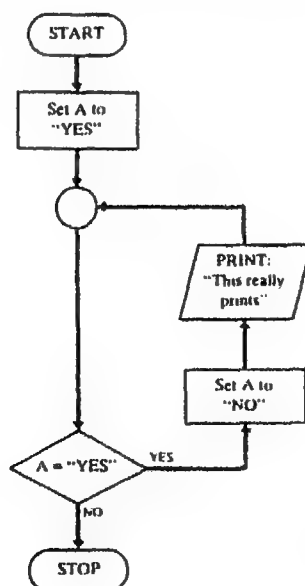 START
Set A to
“YES”
PRINT:
“This really
prints”
Set A to
“NO”
A = “YES”
YES
NO
STOP